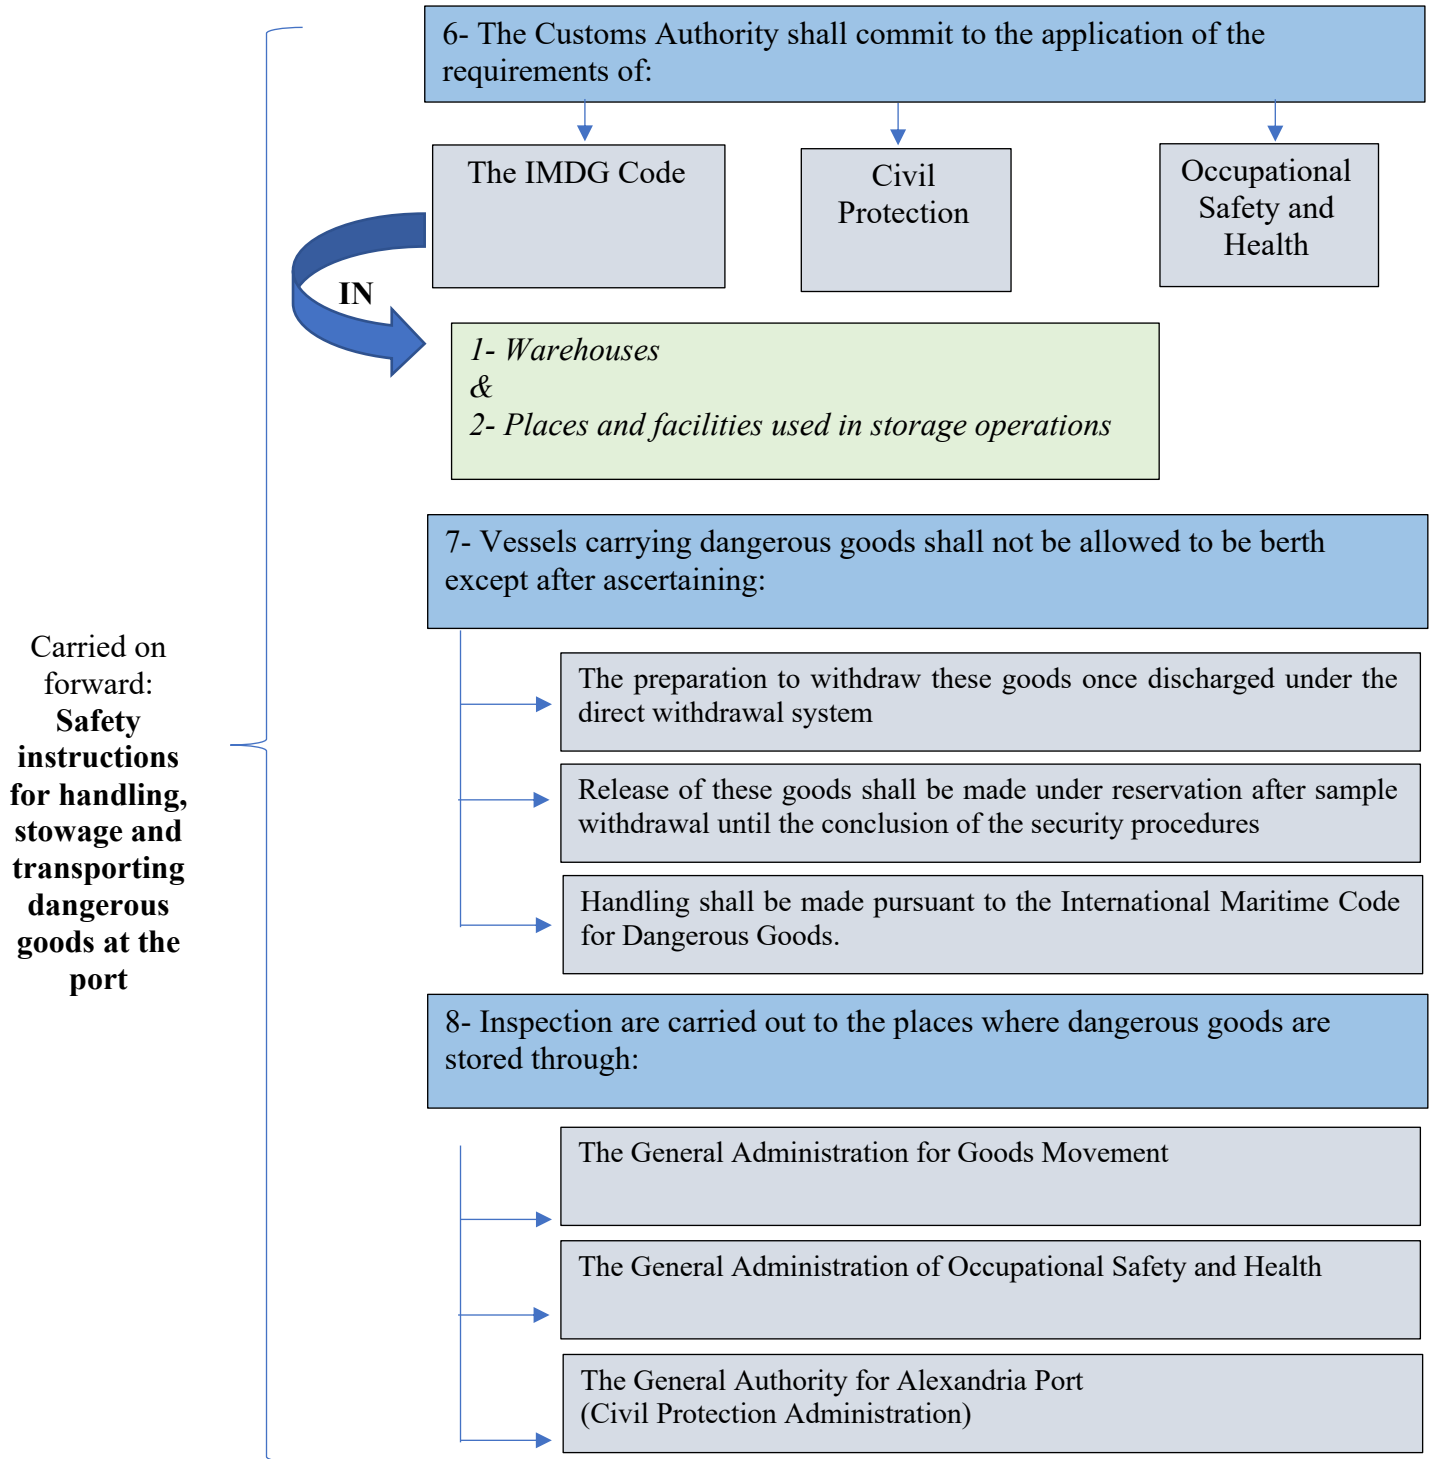 6- The Customs Authority shall commit to the application of the
requirements of:
The IMDG Code
Civil
Protection
Occupational
Safety and
Health
IN
1- Warehouses
&
2- Places and facilities used in storage operations
Carried on
forward:
Safety
instructions
for handling,
stowage and
transporting
dangerous
goods at the
port
7- Vessels carrying dangerous goods shall not be allowed to be berth
except after ascertaining:
The preparation to withdraw these goods once discharged under the
direct withdrawal system
Release of these goods shall be made under reservation after sample
withdrawal until the conclusion of the security procedures
Handling shall be made pursuant to the International Maritime Code
for Dangerous Goods.
8- Inspection are carried out to the places where dangerous goods are
stored through:
The General Administration for Goods Movement
The General Administration of Occupational Safety and Health
The General Authority for Alexandria Port
(Civil Protection Administration)